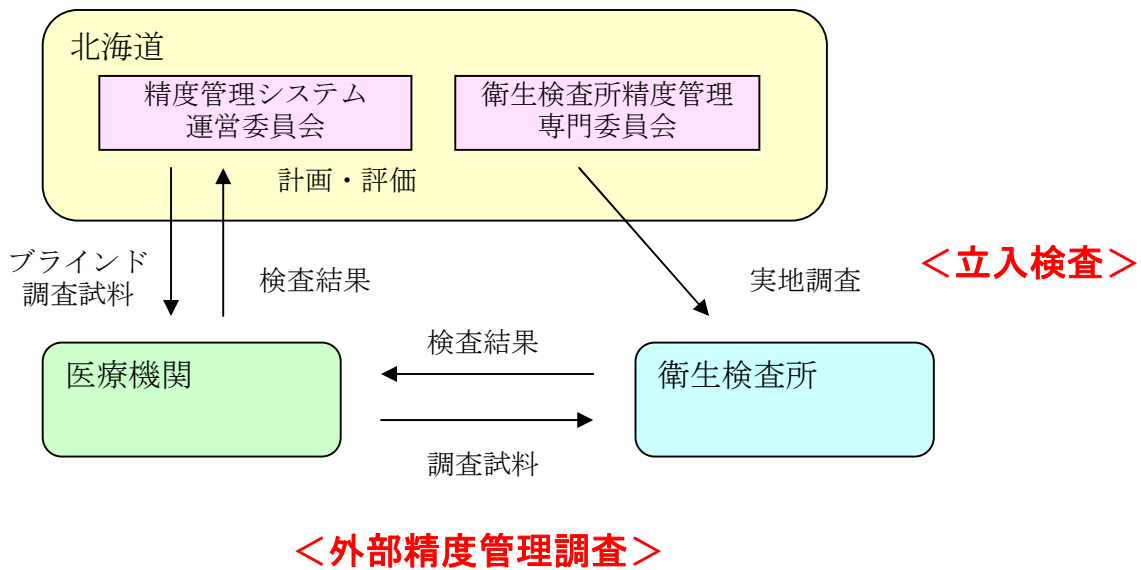 北海道
精度管理システム
運営委員会
衛生検査所精度管理
専門委員会
計画・評価
ブラインド
調査試料
検査結果
実地調査
<立入検査>
検査結果
医療機関
衛生検査所
調査試料
<外部精度管理調査>